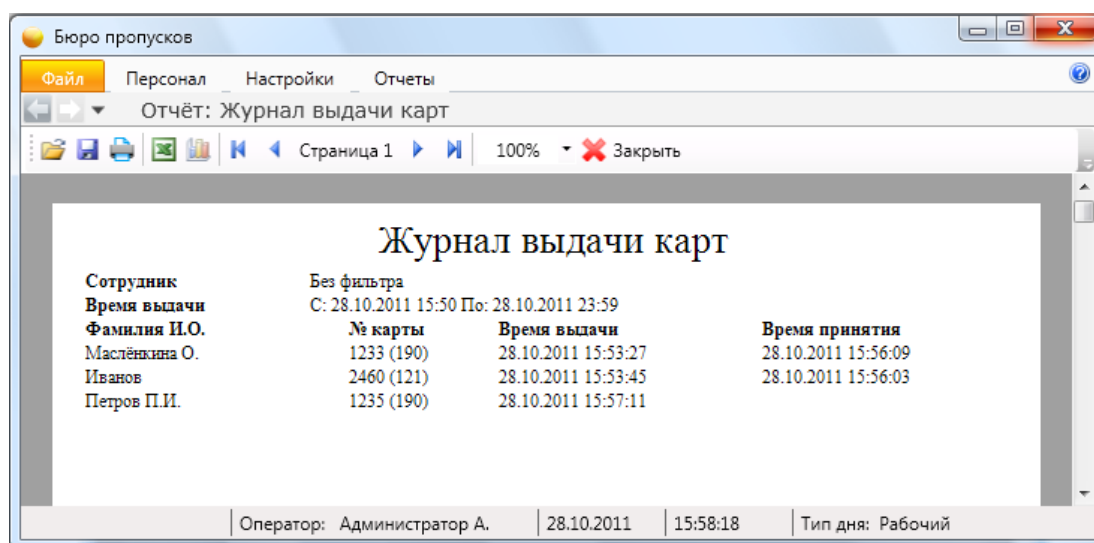 Бюро пропусков
Файл Персонал Настройки Отчеты
Отчёт: Журнал выдачи карт
Страница 1 100% Закрыть
Журнал выдачи карт
Сотрудник Без фильтра
Время выдачи С: 28.10.2011 15:50 По: 28.10.2011 23:59
Фамилия И.О. № карты Время выдачи Время принятия
Маслёнкина О. 1233 (190) 28.10.2011 15:53:27 28.10.2011 15:56:09
Иванов 2460 (121) 28.10.2011 15:53:45 28.10.2011 15:56:03
Петров П.И. 1235 (190) 28.10.2011 15:57:11
Оператор: Администратор А. 28.10.2011 15:58:18 Тип дня: Рабочий